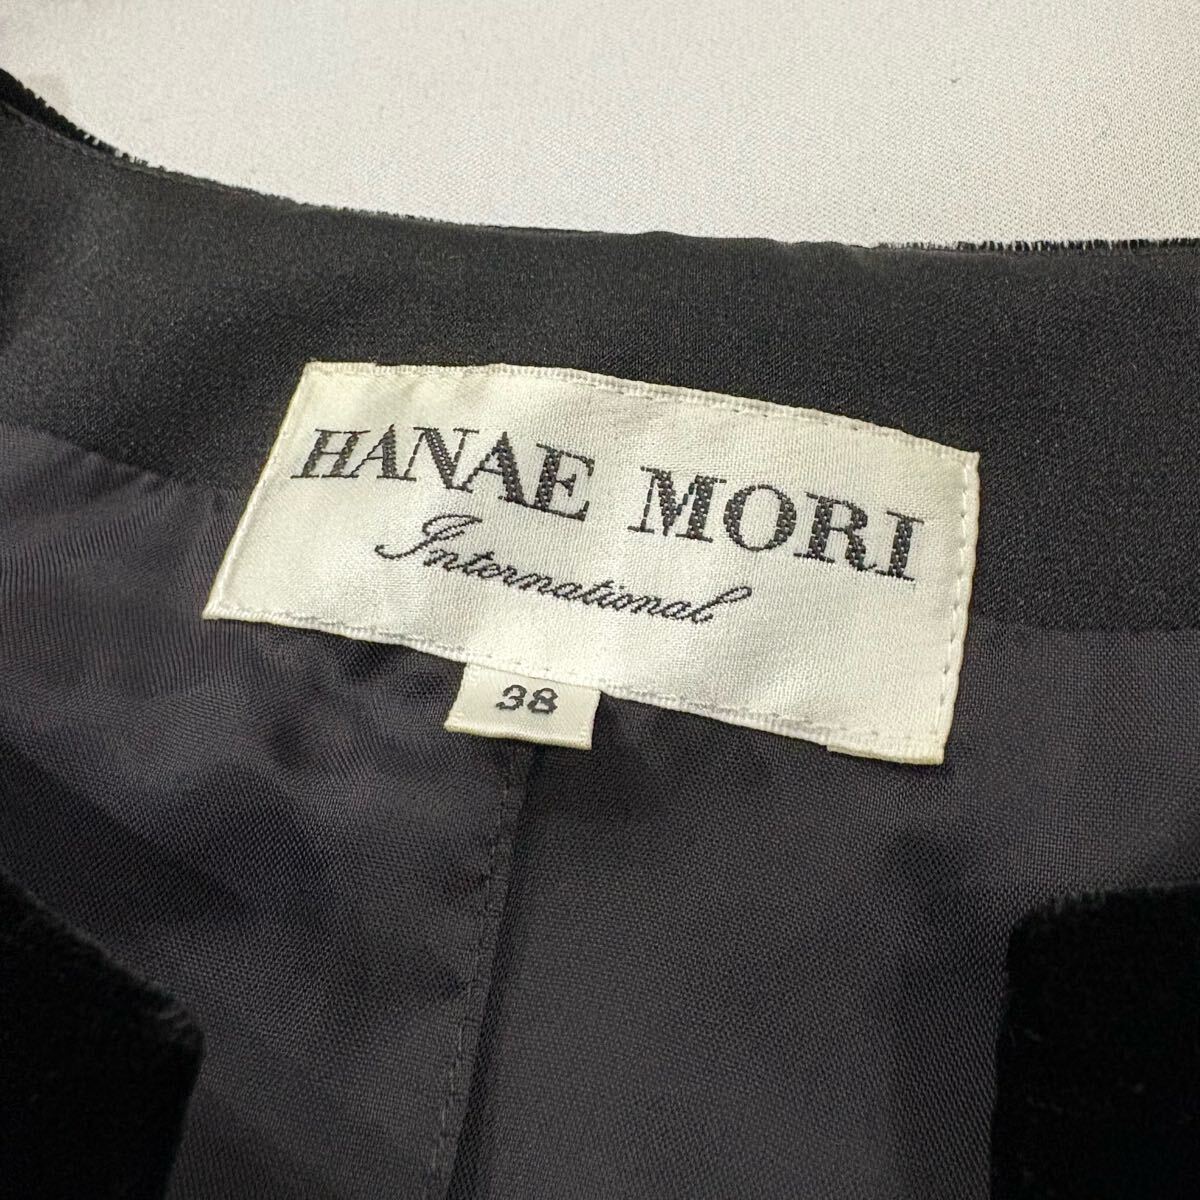 HANAE MORI
International
38